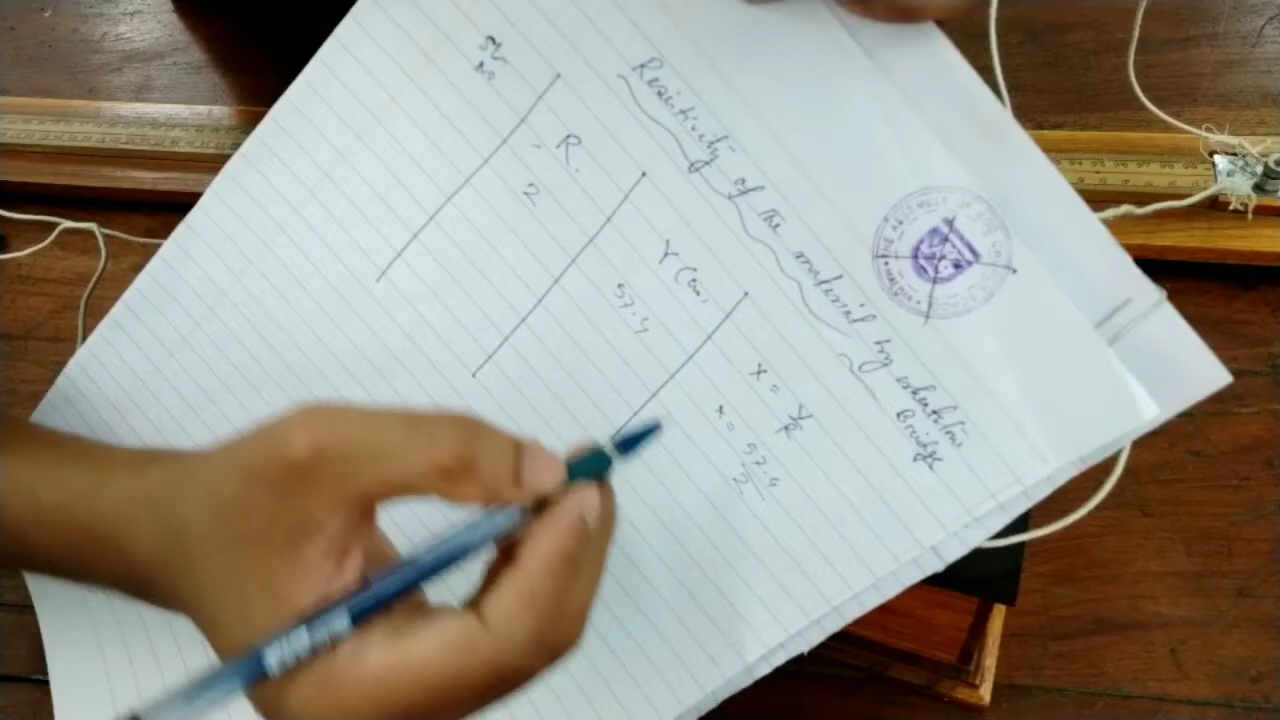 Resistivity of the material by wheatstone
Bridge
SL
No
R.
Y (cm)
X = Y/R
2
57.4
x = 57.4/2